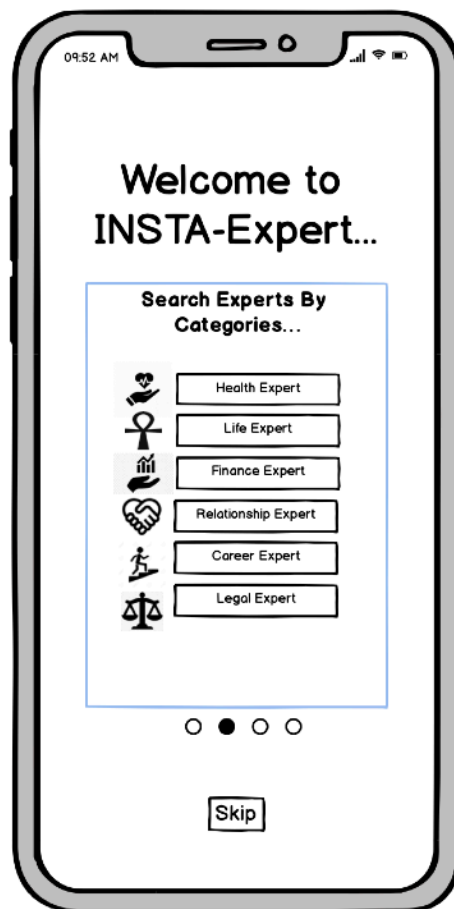 09:52 AM
Welcome to
INSTA-Expert...
Search Experts By
Categories...
Health Expert
Life Expert
Finance Expert
Relationship Expert
Career Expert
Legal Expert
Skip